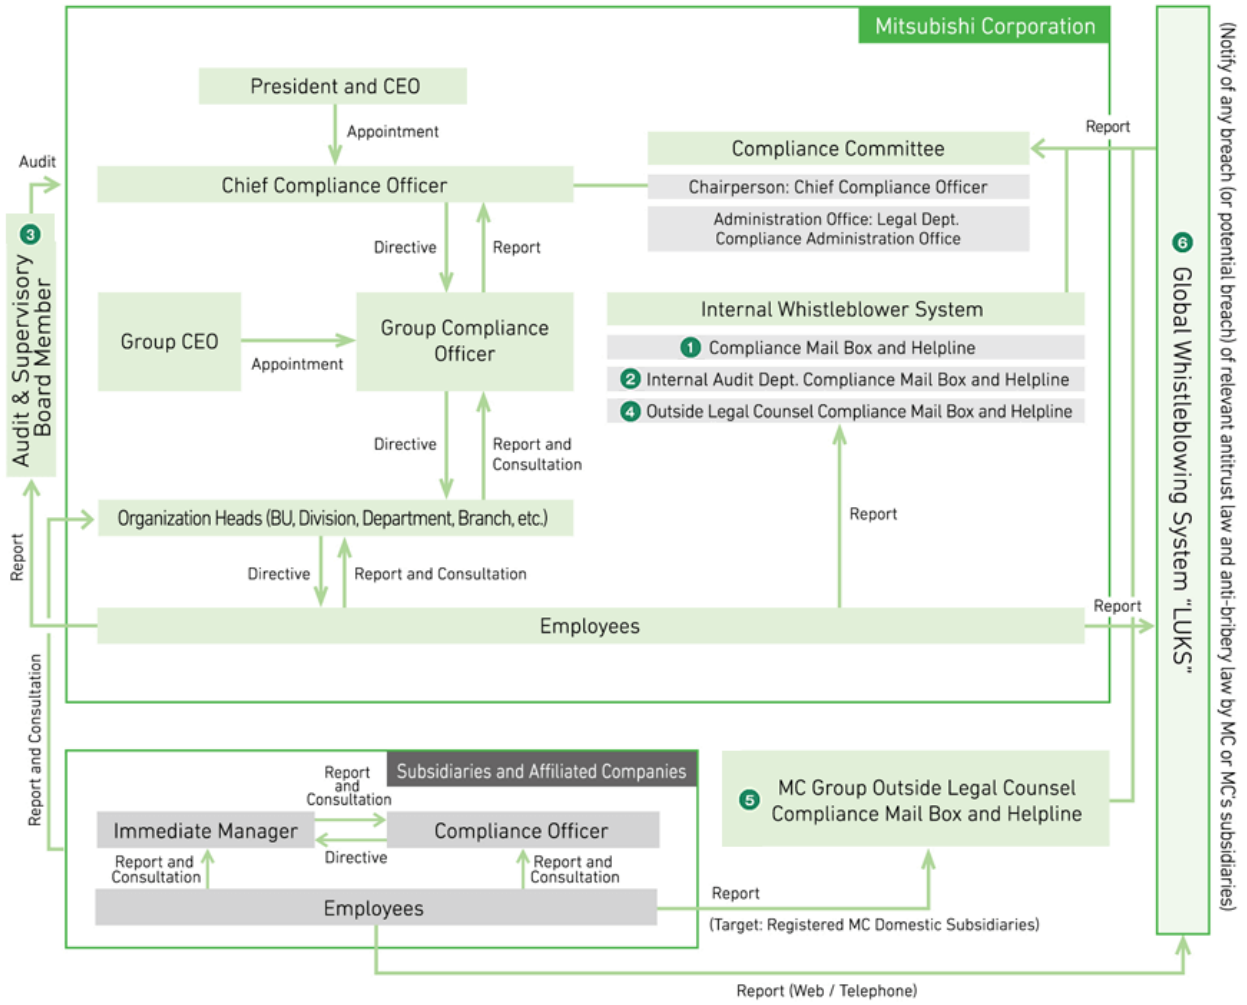 Mitsubishi Corporation
President and CEO
Appointment
Audit
Chief Compliance Officer
Compliance Committee
Report
Chairperson: Chief Compliance Officer
Administration Office: Legal Dept.
Compliance Administration Office
Directive
Report
3 Audit & Supervisory
Board Member
Group CEO
Appointment
Group Compliance
Officer
Internal Whistleblower System
1 Compliance Mail Box and Helpline
2 Internal Audit Dept. Compliance Mail Box and Helpline
4 Outside Legal Counsel Compliance Mail Box and Helpline
Directive
Report and
Consultation
Organization Heads (BU, Division, Department, Branch, etc.)
Report
Directive
Report and Consultation
Report
Employees
Report
6 Global Whistleblowing System "LUKS"
(Notify of any breach (or potential breach) of relevant antitrust law and anti-bribery law by MC or MC's subsidiaries)
Report and Consultation
Subsidiaries and Affiliated Companies
Report
and
Consultation
Immediate Manager
Compliance Officer
Directive
Report and
Consultation
Report and
Consultation
Employees
5 MC Group Outside Legal Counsel
Compliance Mail Box and Helpline
Report
(Target: Registered MC Domestic Subsidiaries)
Report (Web / Telephone)